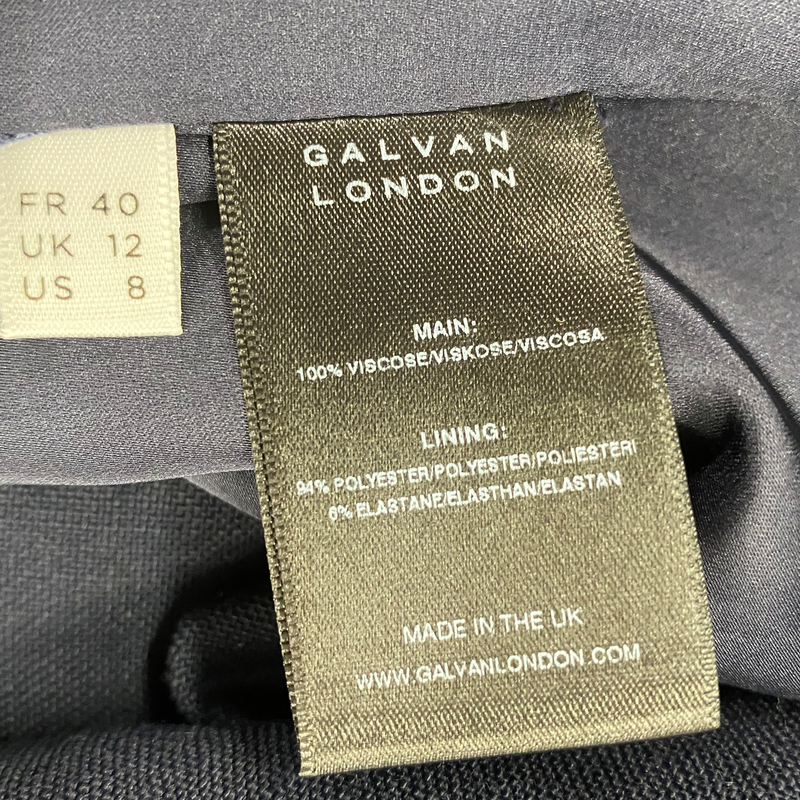 FR 40
UK 12
US 8
GALVAN
LONDON
MAIN:
100% VISCOSE/VISKOSE/VISCOSA
LINING:
94% POLYESTER/POLYESTER/POLIESTERI
6% ELASTANE/ELASTHAN/ELASTAN
MADE IN THE UK
WWW.GALVANLONDON.COM